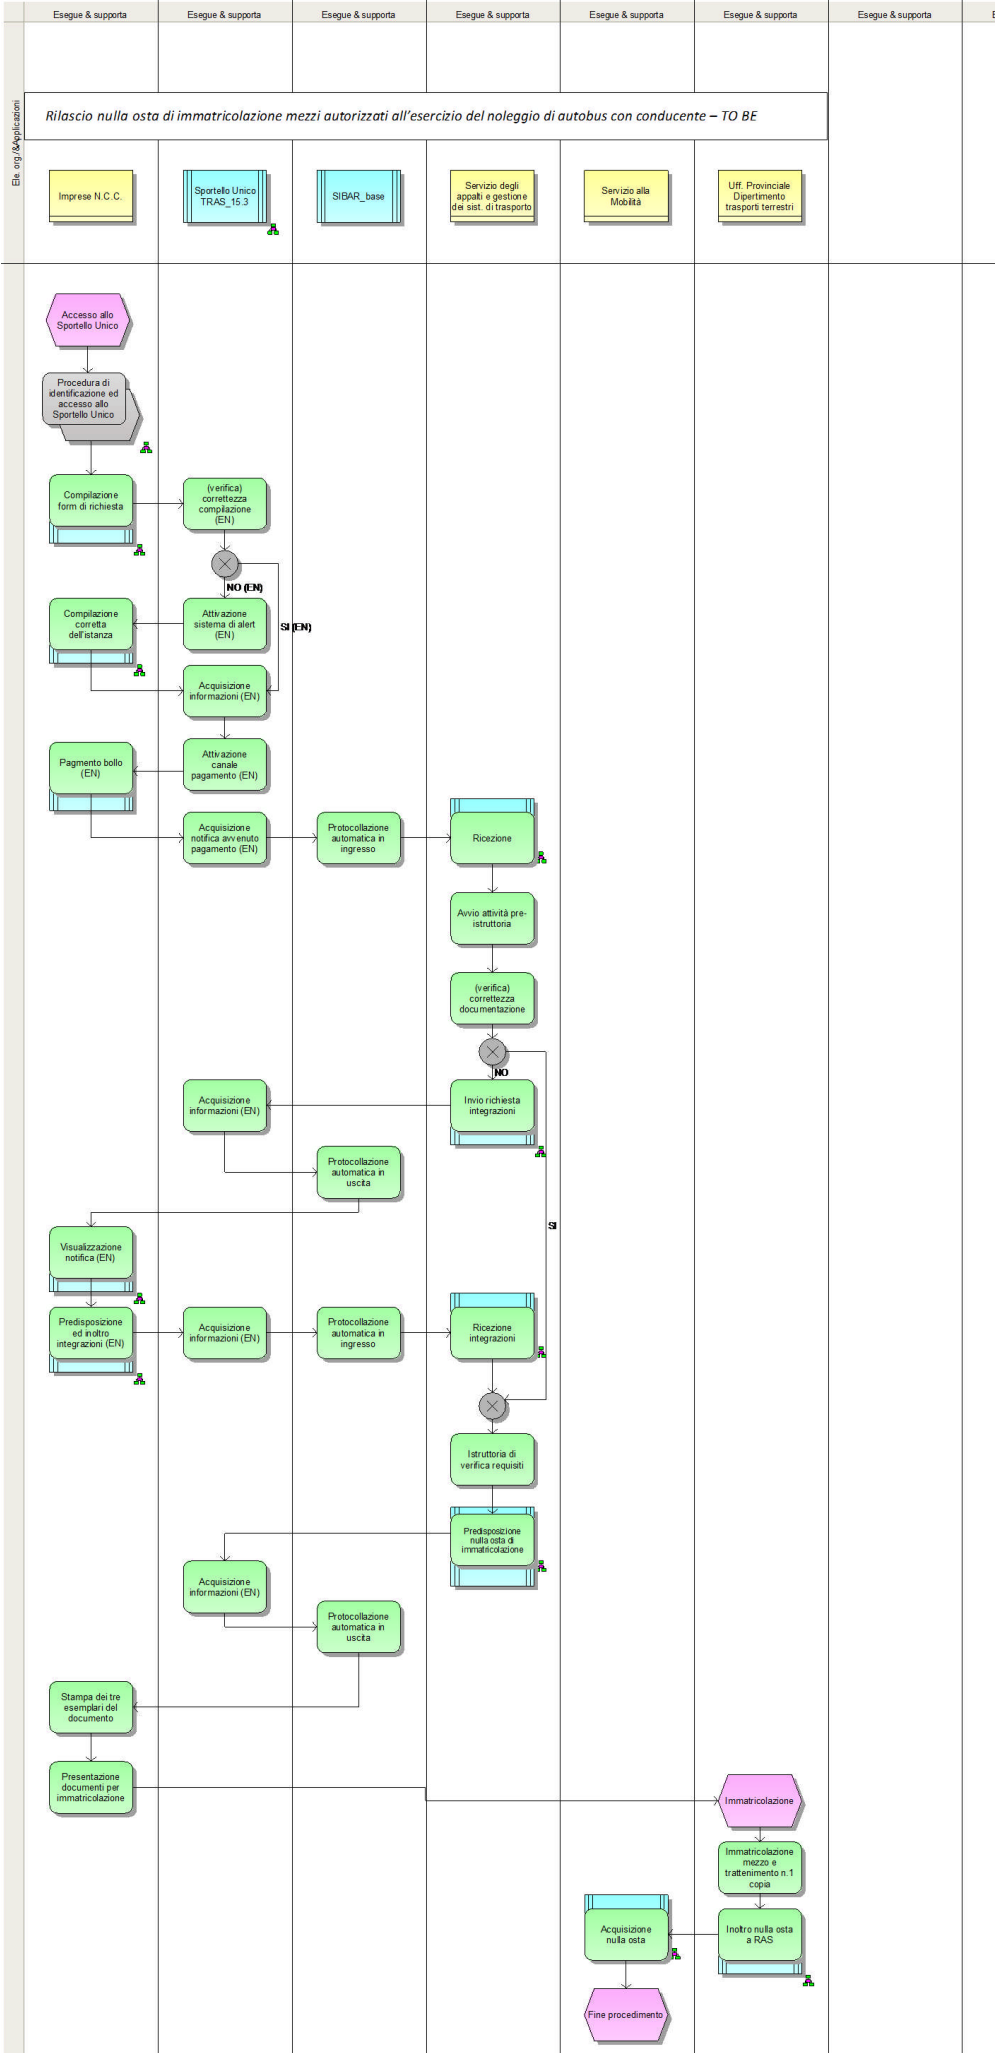 Esegue & supporta
Esegue & supporta
Esegue & supporta
Esegue & supporta
Esegue & supporta
Esegue & supporta
Esegue & supporta
E
Ele. org./&Applicazioni
Rilascio nulla osta di immatricolazione mezzi autorizzati all'esercizio del noleggio di autobus con conducente – TO BE
Imprese N.C.C.
Sportello Unico
TRAS_15.3
SIBAR_base
Servizio degli
appalti e gestione
dei sist. di trasporto
Servizio alla
Mobilità
Uff. Provinciale
Dipertimento
trasporti terrestri
Accesso allo
Sportello Unico
Procedura di
identificazione ed
accesso allo
Sportello Unico
Compilazione
form di richiesta
(verifica)
correttezza
compilazione
(EN)
NO (EN)
SI (EN)
Compilazione
corretta
dell'istanza
Attivazione
sistema di alert
(EN)
Acquisizione
informazioni (EN)
Pagmento bollo
(EN)
Attivazione
canale
pagamento (EN)
Acquisizione
notifica avvenuto
pagamento (EN)
Protocollazione
automatica in
ingresso
Ricezione
Avvio attività pre-
istruttoria
(verifica)
correttezza
documentazione
NO
Acquisizione
informazioni (EN)
Invio richiesta
integrazioni
Protocollazione
automatica in
uscita
SI
Visualizzazione
notifica (EN)
Predisposizione
ed inoltro
integrazioni (EN)
Acquisizione
informazioni (EN)
Protocollazione
automatica in
ingresso
Ricezione
integrazioni
Istruttoria di
verifica requisiti
Predisposizione
nulla osta di
immatricolazione
Acquisizione
informazioni (EN)
Protocollazione
automatica in
uscita
Stampa dei tre
esemplari del
documento
Presentazione
documenti per
immatricolazione
Immatricolazione
Immatricolazione
mezzo e
trattenimento n.1
copia
Acquisizione
nulla osta
Inoltro nulla osta
a RAS
Fine procedimento